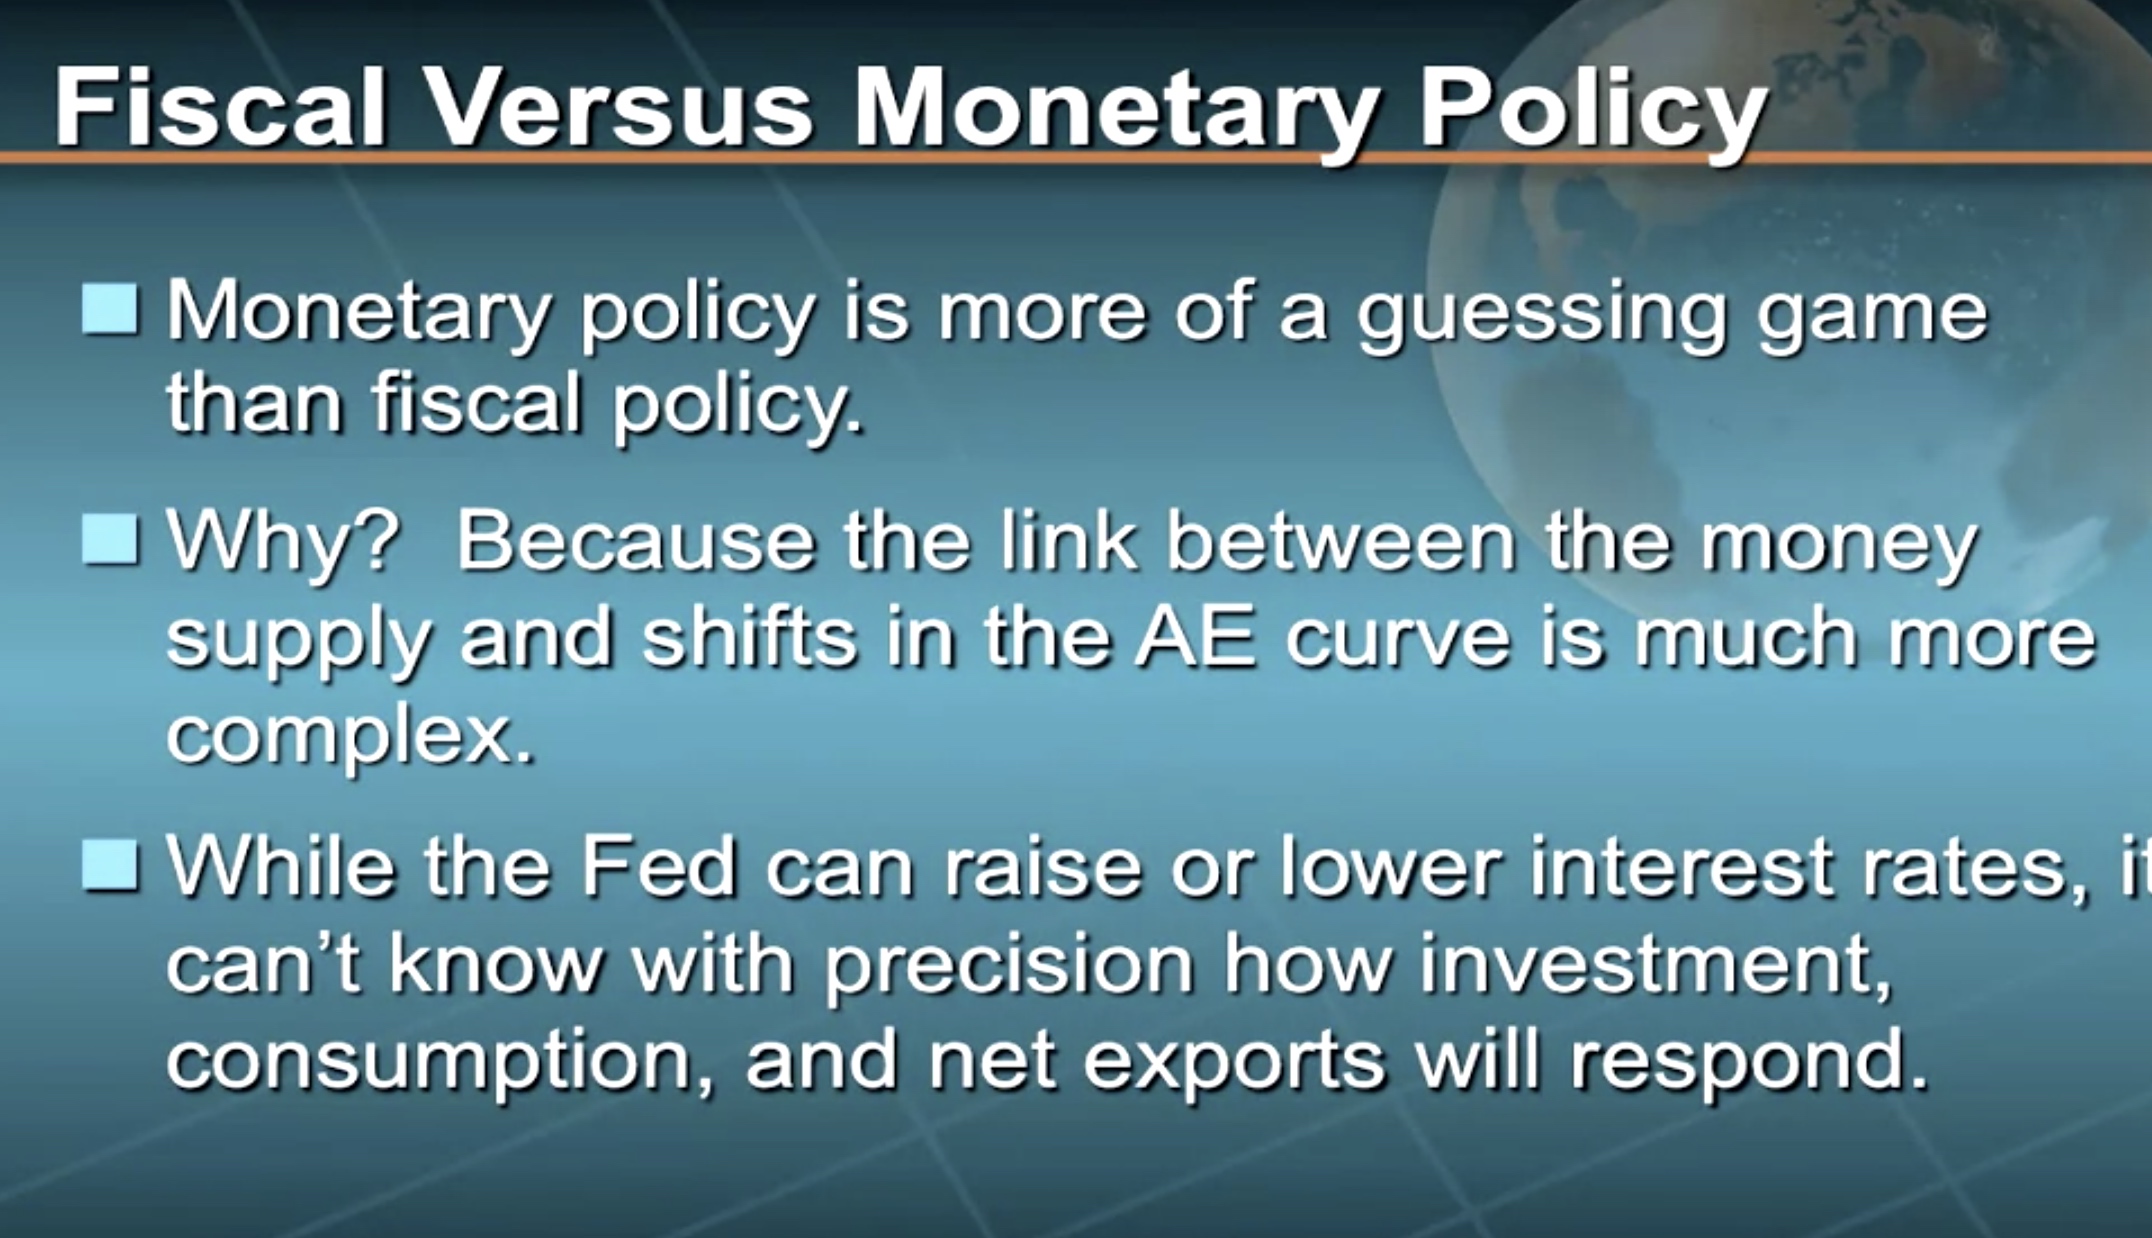 Fiscal Versus Monetary Policy
Monetary policy is more of a guessing game
than fiscal policy.
Why?  Because the link between the money
supply and shifts in the AE curve is much more
complex.
While the Fed can raise or lower interest rates, it
can’t know with precision how investment,
consumption, and net exports will respond.